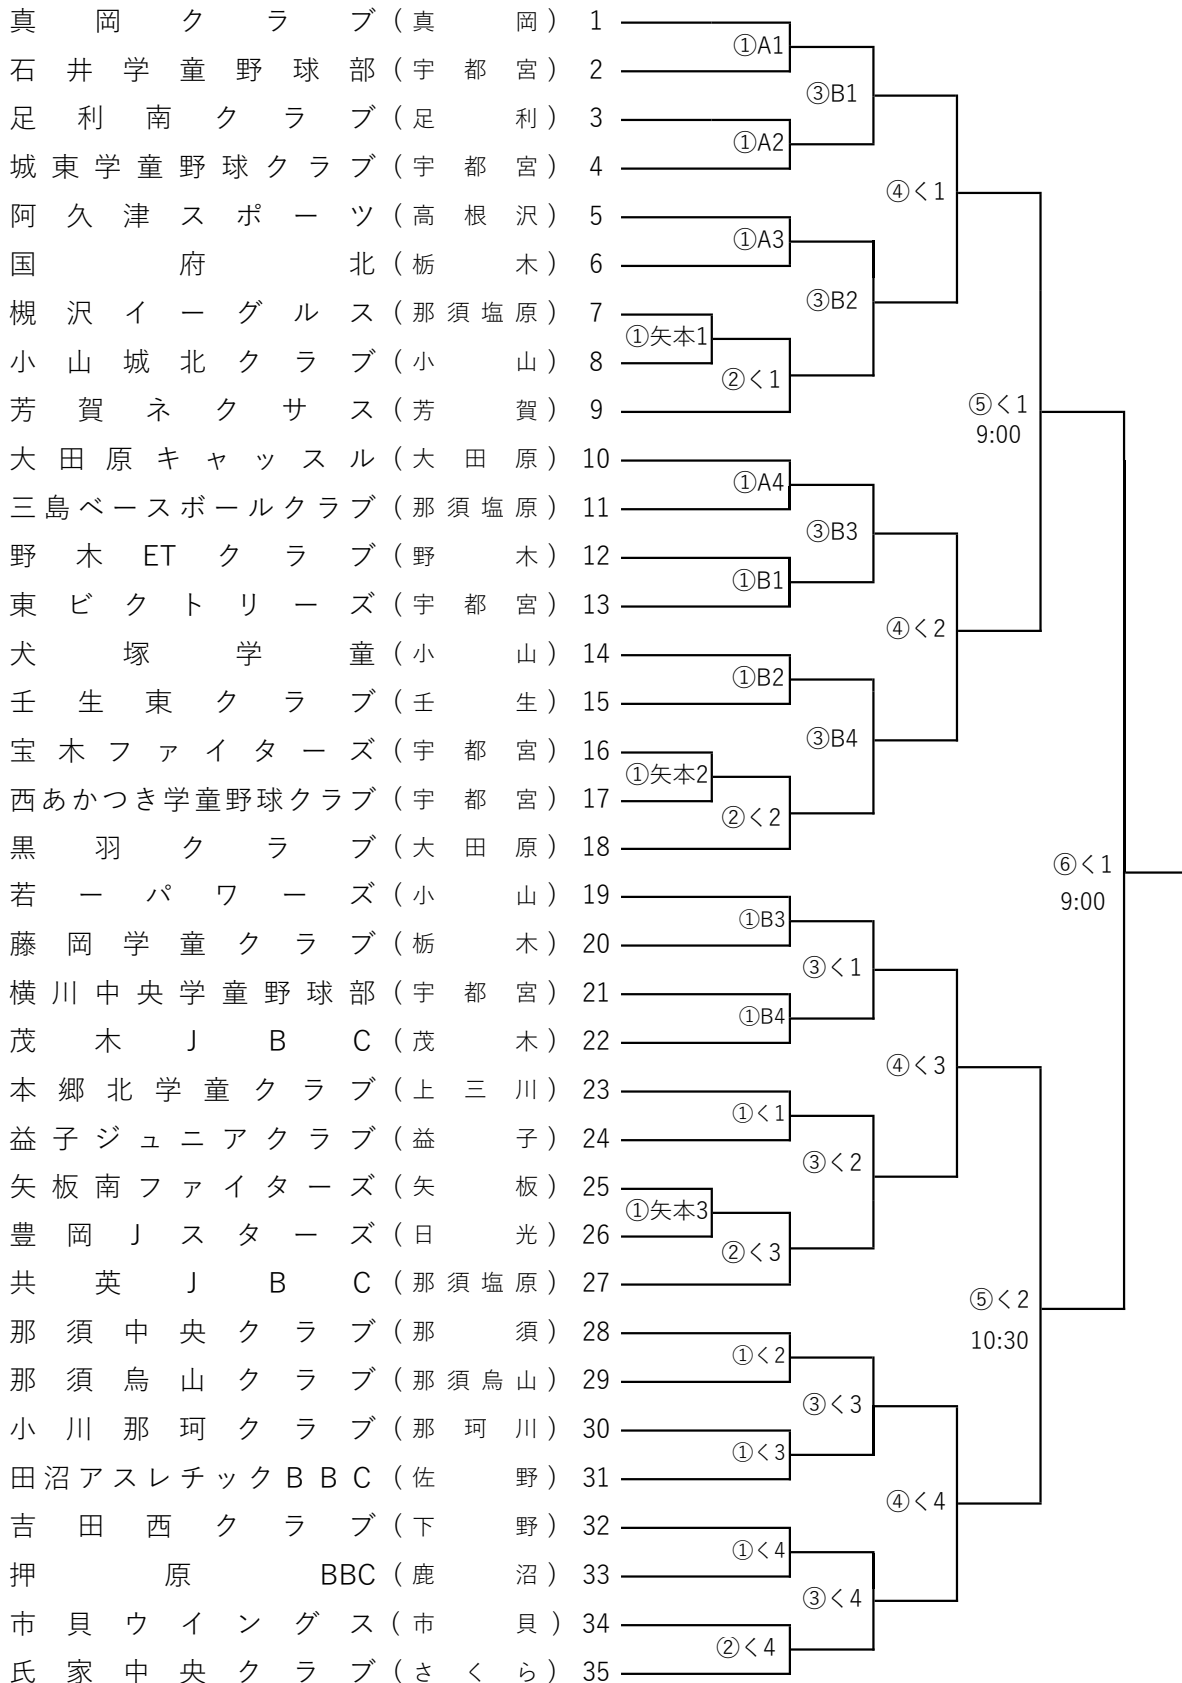 真岡クラブ(真岡) 1
①A1
石井学童野球部(宇都宮) 2
③B1
足利南クラブ(足利) 3
①A2
城東学童野球クラブ(宇都宮) 4
④く1
阿久津スポーツ(高根沢) 5
①A3
国府北(栃木) 6
③B2
槻沢イーグルス(那須塩原) 7
①矢本1
小山城北クラブ(小山) 8
②く1
芳賀ネクサス(芳賀) 9
⑤く1
9:00
大田原キャッスル(大田原) 10
①A4
三島ベースボールクラブ(那須塩原) 11
③B3
野木ETクラブ(野木) 12
①B1
東ビクトリーズ(宇都宮) 13
④く2
犬塚学童(小山) 14
①B2
壬生東クラブ(壬生) 15
③B4
宝木ファイターズ(宇都宮) 16
①矢本2
西あかつき学童野球クラブ(宇都宮) 17
②く2
黒羽クラブ(大田原) 18
⑥く1
9:00
若一パワーズ(小山) 19
①B3
藤岡学童クラブ(栃木) 20
③く1
横川中央学童野球部(宇都宮) 21
①B4
茂木JBC(茂木) 22
④く3
本郷北学童クラブ(上三川) 23
①く1
益子ジュニアクラブ(益子) 24
③く2
矢板南ファイターズ(矢板) 25
①矢本3
豊岡Jスターズ(日光) 26
②く3
共英JBC(那須塩原) 27
⑤く2
10:30
那須中央クラブ(那須) 28
①く2
那須烏山クラブ(那須烏山) 29
③く3
小川那珂クラブ(那珂川) 30
①く3
田沼アスレチックBBC(佐野) 31
④く4
吉田西クラブ(下野) 32
①く4
押原BBC(鹿沼) 33
③く4
市貝ウイングス(市貝) 34
②く4
氏家中央クラブ(さくら) 35